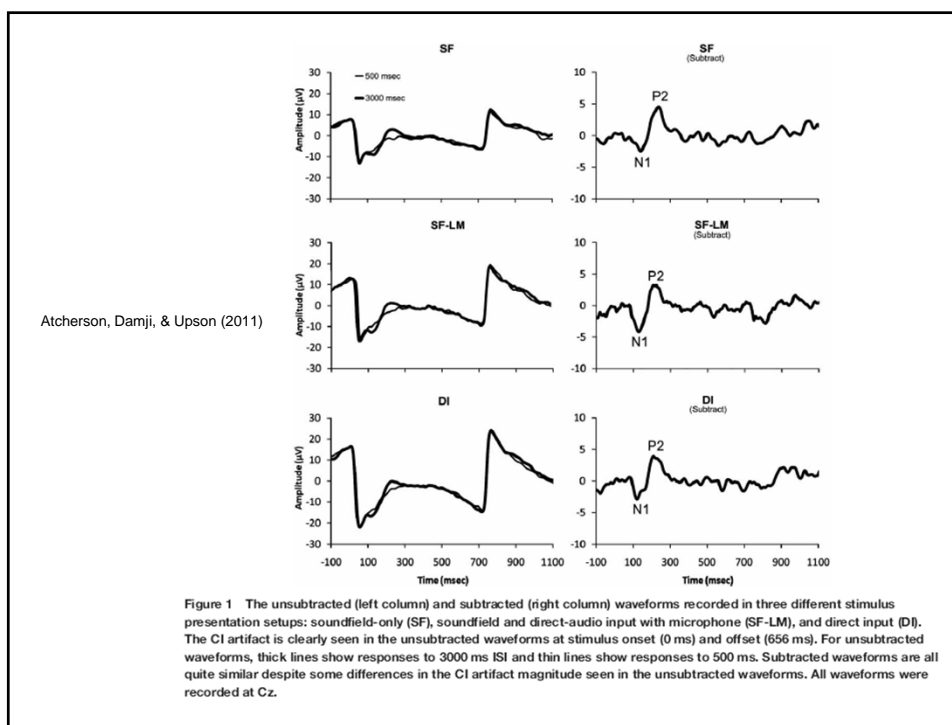 SF
500 msec
3000 msec
Amplitude (µV)
30
20
10
0
-10
-20
-30
SF
(Subtract)
10
5
0
-5
-10
P2
N1
SF-LM
Amplitude (µV)
30
20
10
0
-10
-20
-30
SF-LM
(Subtract)
10
5
0
-5
-10
P2
N1
Atcherson, Damji, & Upson (2011)
DI
Amplitude (µV)
30
20
10
0
-10
-20
-30
-100 100 300 500 700 900 1100
Time (msec)
DI
(Subtract)
10
5
0
-5
-10
P2
N1
-100 100 300 500 700 900 1100
Time (msec)
Figure 1 The unsubtracted (left column) and subtracted (right column) waveforms recorded in three different stimulus
presentation setups: soundfield-only (SF), soundfield and direct-audio input with microphone (SF-LM), and direct input (DI).
The CI artifact is clearly seen in the unsubtracted waveforms at stimulus onset (0 ms) and offset (656 ms). For unsubtracted
waveforms, thick lines show responses to 3000 ms ISI and thin lines show responses to 500 ms. Subtracted waveforms are all
quite similar despite some differences in the CI artifact magnitude seen in the unsubtracted waveforms. All waveforms were
recorded at Cz.